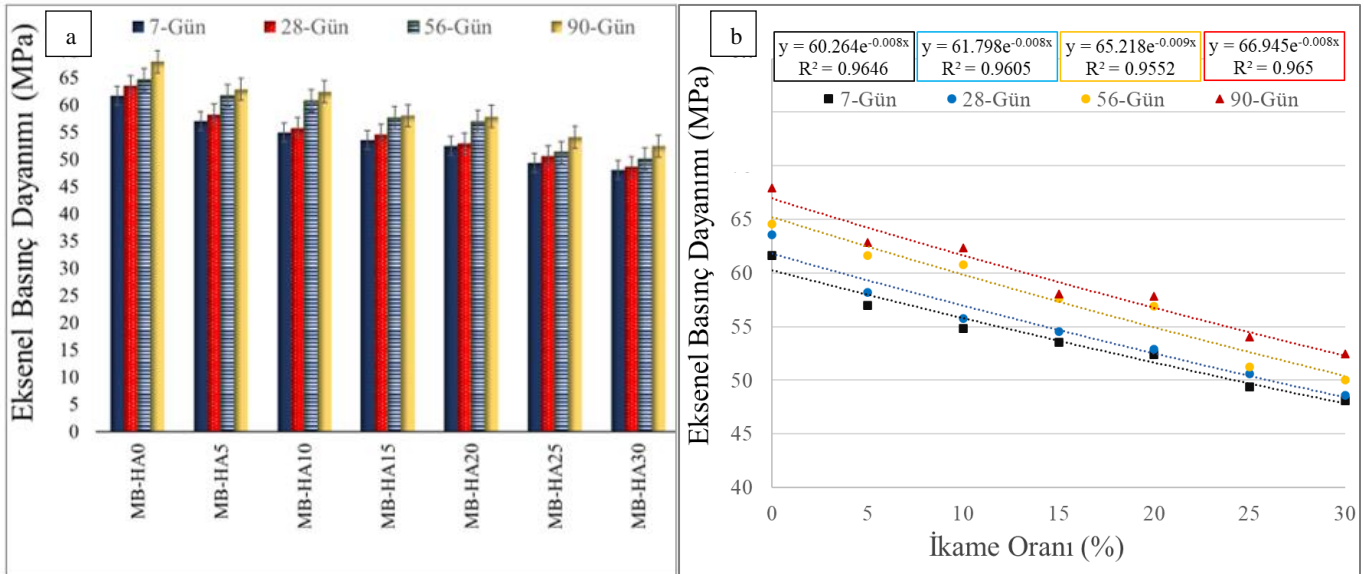 a
7-Gün 28-Gün 56-Gün 90-Gün
Eksenel Basınç Dayanımı (MPa)
65
60
55
50
45
40
35
30
25
20
15
10
5
0
MB-HA0
MB-HA5
MB-HA10
MB-HA15
MB-HA20
MB-HA25
MB-HA30
b
y = 60.264e^-0.008x y = 61.798e^-0.008x y = 65.218e^-0.009x y = 66.945e^-0.008x
R² = 0.9646 R² = 0.9605 R² = 0.9552 R² = 0.965
7-Gün 28-Gün 56-Gün 90-Gün
Eksenel Basınç Dayanımı (MPa)
65
60
55
50
45
40
0 5 10 15 20 25 30
İkame Oranı (%)